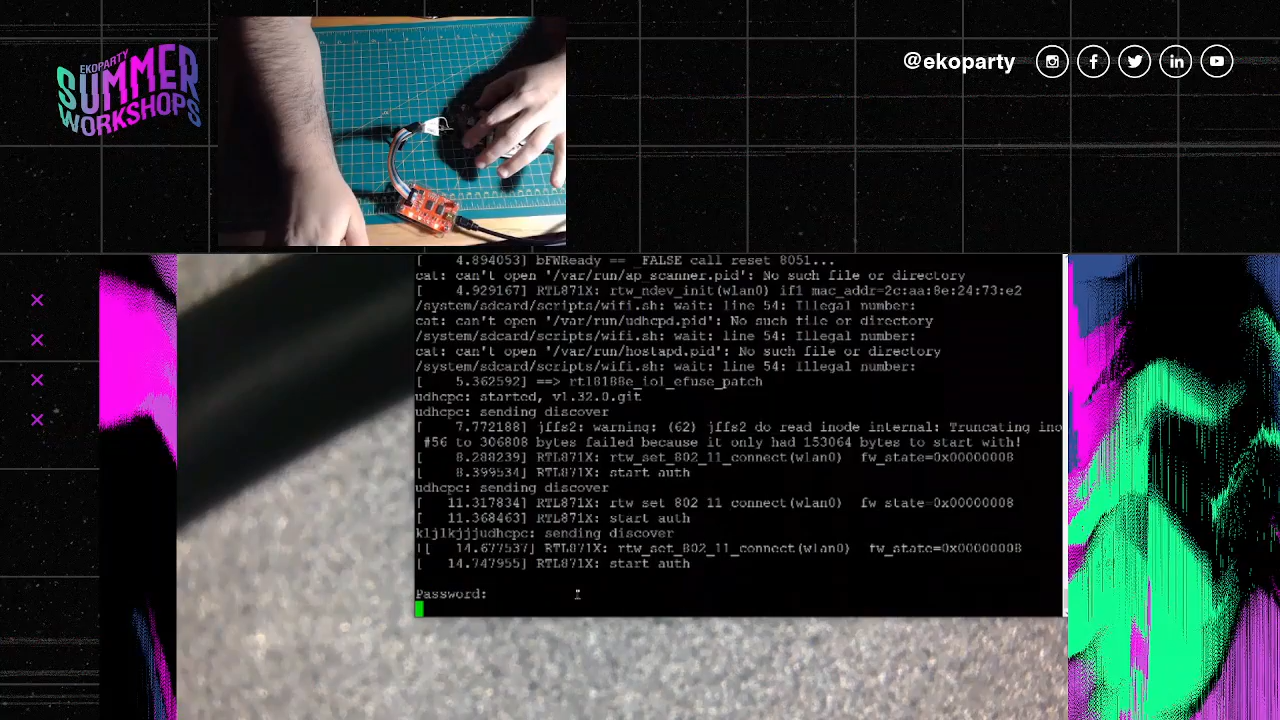 EKOPARTY
SUMMER
WORKSHOPS
@ekoparty
[    4.894053] bFWReady == _FALSE call reset 8051...
cat: can't open '/var/run/ap_scanner.pid': No such file or directory
[    4.929167] RTL871X: rtw_ndev_init(wlan0) if1 mac_addr=2c:aa:8e:24:73:e2
/system/sdcard/scripts/wifi.sh: wait: line 54: Illegal number:
cat: can't open '/var/run/udhcpd.pid': No such file or directory
/system/sdcard/scripts/wifi.sh: wait: line 54: Illegal number:
cat: can't open '/var/run/hostapd.pid': No such file or directory
/system/sdcard/scripts/wifi.sh: wait: line 54: Illegal number:
[    5.362592] ==> rtl8188e_iol_efuse_patch
udhcpc: started, v1.32.0.git
udhcpc: sending discover
[    7.772188] jffs2: warning: (62) jffs2_do_read_inode_internal: Truncating ino
#56 to 306808 bytes failed because it only had 153064 bytes to start with!
[    8.288239] RTL871X: rtw_set_802_11_connect(wlan0)  fw_state=0x00000008
[    8.399534] RTL871X: start auth
udhcpc: sending discover
[   11.317834] RTL871X: rtw_set_802_11_connect(wlan0)  fw_state=0x00000008
[   11.368463] RTL871X: start auth
kljlkjjjudhcpc: sending discover
l[   14.677537] RTL871X: rtw_set_802_11_connect(wlan0)  fw_state=0x00000008
[   14.747955] RTL871X: start auth
Password: